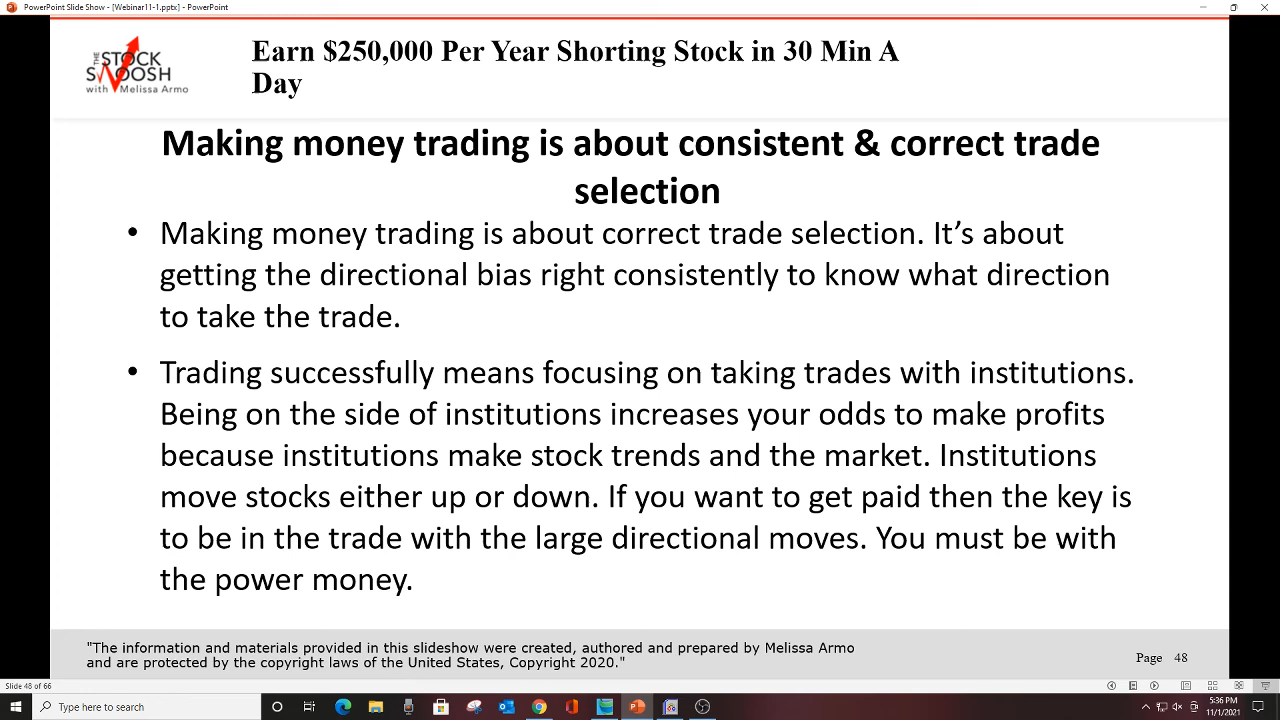 PowerPoint Slide Show - [Webinar11-1.pptx] - PowerPoint
THE
STOCK
SWOOSH
with Melissa Armo
Earn $250,000 Per Year Shorting Stock in 30 Min A
Day
Making money trading is about consistent & correct trade
selection
• Making money trading is about correct trade selection. It’s about
getting the directional bias right consistently to know what direction
to take the trade.
• Trading successfully means focusing on taking trades with institutions.
Being on the side of institutions increases your odds to make profits
because institutions make stock trends and the market. Institutions
move stocks either up or down. If you want to get paid then the key is
to be in the trade with the large directional moves. You must be with
the power money.
"The information and materials provided in this slideshow were created, authored and prepared by Melissa Armo
and are protected by the copyright laws of the United States, Copyright 2020."
Page 48
Slide 48 of 66
Type here to search
5:36 PM
11/1/2021